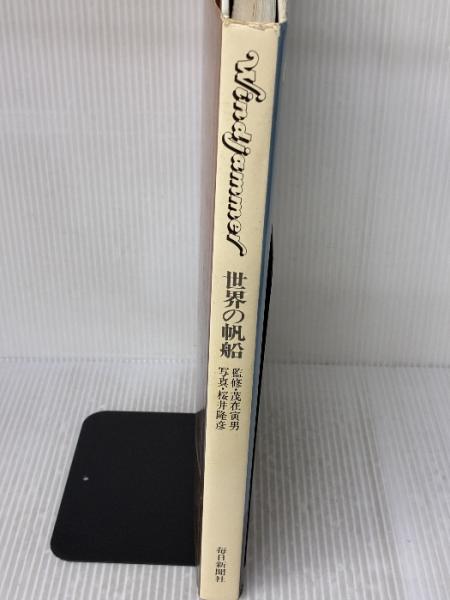 Windjammer
世界の帆船
監修・茂在寅男
写真・桜井隆彦
毎日新聞社